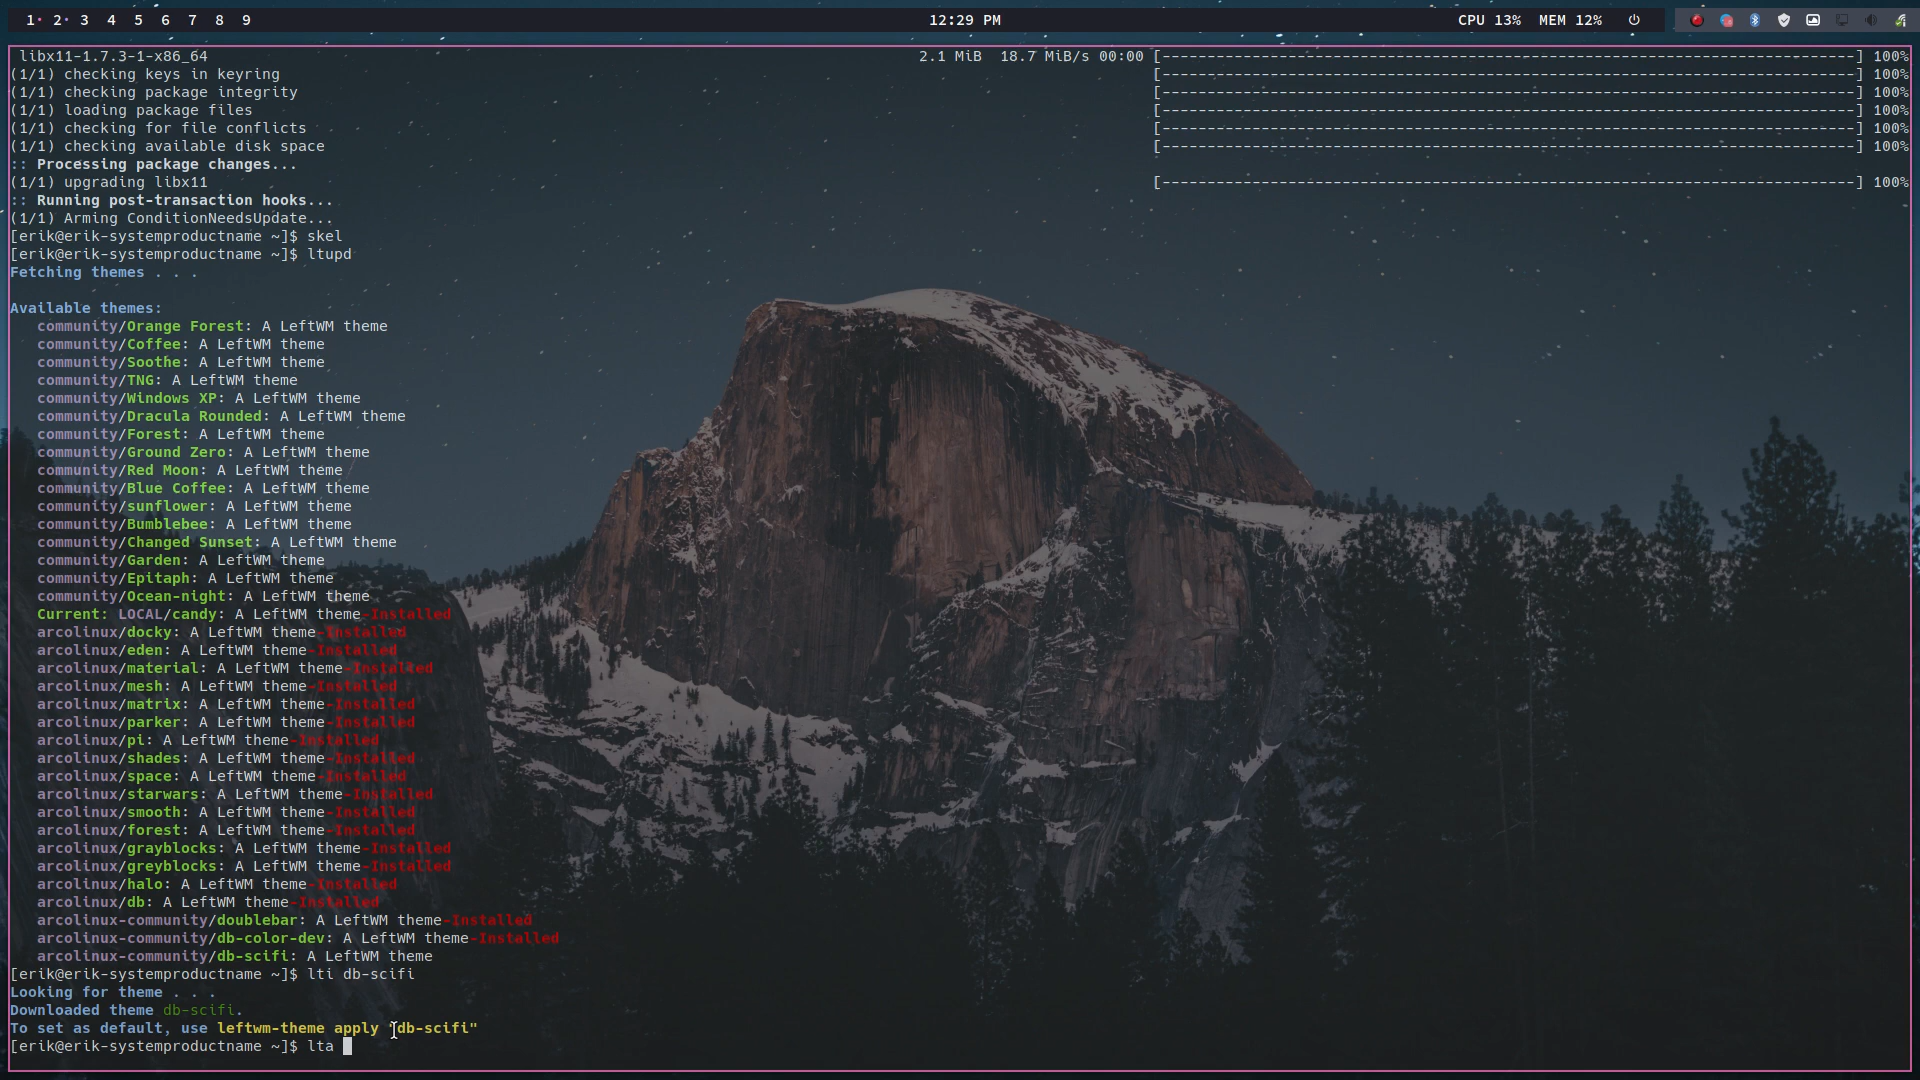 1 2 3 4 5 6 7 8 9 12:29 PM CPU 13% MEM 12%
libx11-1.7.3-1-x86_64 2.1 MiB 18.7 MiB/s 00:00 [-----------------------------------------------------------------------------] 100%
(1/1) checking keys in keyring [-----------------------------------------------------------------------------] 100%
(1/1) checking package integrity [-----------------------------------------------------------------------------] 100%
(1/1) loading package files [-----------------------------------------------------------------------------] 100%
(1/1) checking for file conflicts [-----------------------------------------------------------------------------] 100%
(1/1) checking available disk space [-----------------------------------------------------------------------------] 100%
:: Processing package changes...
(1/1) upgrading libx11 [-----------------------------------------------------------------------------] 100%
:: Running post-transaction hooks...
(1/1) Arming ConditionNeedsUpdate...
[erik@erik-systemproductname ~]$ skel
[erik@erik-systemproductname ~]$ ltupd
Fetching themes . . .
Available themes:
community/Orange Forest: A LeftWM theme
community/Coffee: A LeftWM theme
community/Soothe: A LeftWM theme
community/TNG: A LeftWM theme
community/Windows XP: A LeftWM theme
community/Dracula Rounded: A LeftWM theme
community/Forest: A LeftWM theme
community/Ground Zero: A LeftWM theme
community/Red Moon: A LeftWM theme
community/Blue Coffee: A LeftWM theme
community/sunflower: A LeftWM theme
community/Bumblebee: A LeftWM theme
community/Changed Sunset: A LeftWM theme
community/Garden: A LeftWM theme
community/Epitaph: A LeftWM theme
community/Ocean-night: A LeftWM theme
Current: LOCAL/candy: A LeftWM theme-Installed
arcolinux/docky: A LeftWM theme-Installed
arcolinux/eden: A LeftWM theme-Installed
arcolinux/material: A LeftWM theme-Installed
arcolinux/mesh: A LeftWM theme-Installed
arcolinux/matrix: A LeftWM theme-Installed
arcolinux/parker: A LeftWM theme-Installed
arcolinux/pi: A LeftWM theme-Installed
arcolinux/shades: A LeftWM theme-Installed
arcolinux/space: A LeftWM theme-Installed
arcolinux/starwars: A LeftWM theme-Installed
arcolinux/smooth: A LeftWM theme-Installed
arcolinux/forest: A LeftWM theme-Installed
arcolinux/grayblocks: A LeftWM theme-Installed
arcolinux/greyblocks: A LeftWM theme-Installed
arcolinux/halo: A LeftWM theme-Installed
arcolinux/db: A LeftWM theme-Installed
arcolinux-community/doublebar: A LeftWM theme-Installed
arcolinux-community/db-color-dev: A LeftWM theme-Installed
arcolinux-community/db-scifi: A LeftWM theme
[erik@erik-systemproductname ~]$ lti db-scifi
Looking for theme . . .
Downloaded theme db-scifi.
To set as default, use leftwm-theme apply "db-scifi"
[erik@erik-systemproductname ~]$ lta